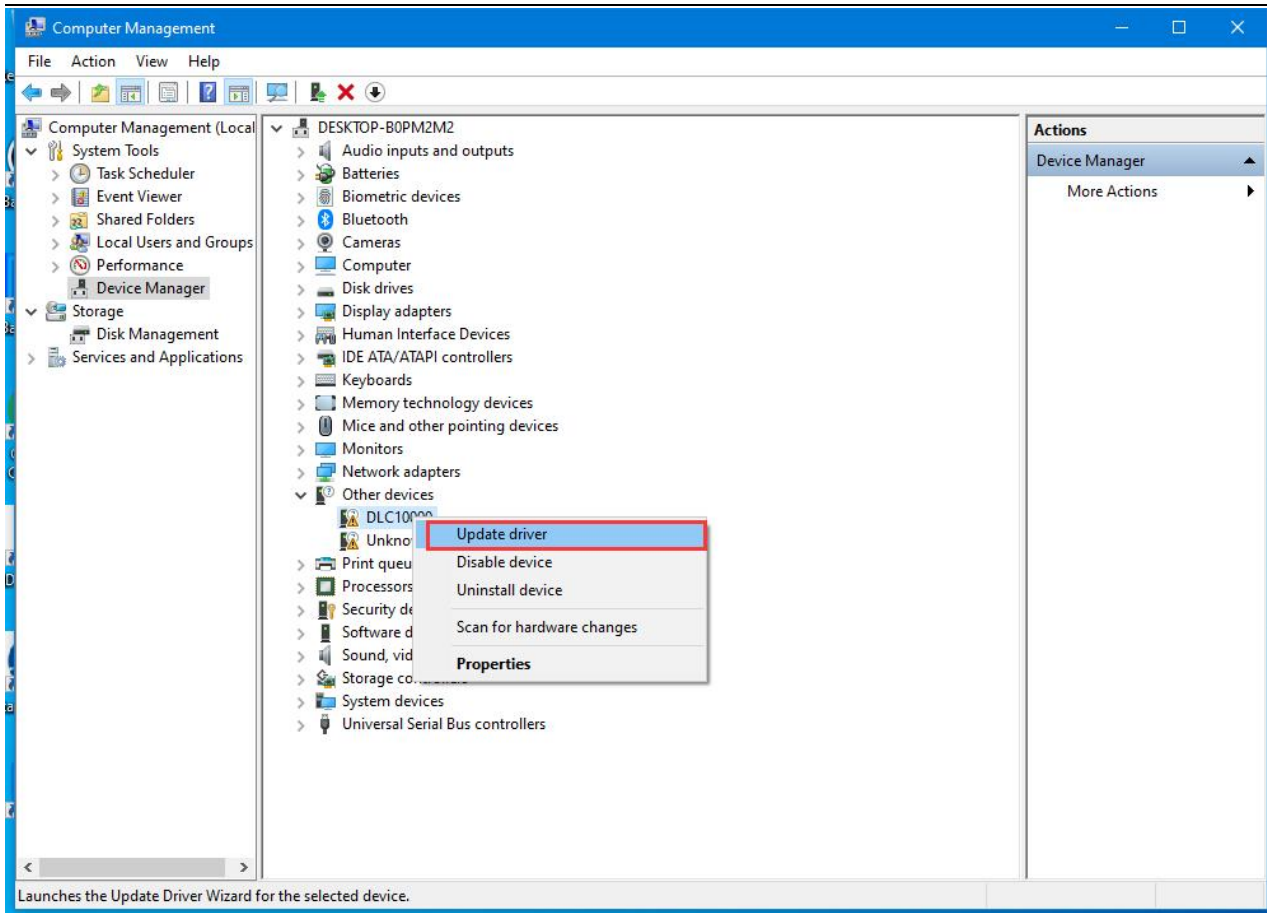 Computer Management
File Action View Help
Computer Management (Local
System Tools
Task Scheduler
Event Viewer
Shared Folders
Local Users and Groups
Performance
Device Manager
Storage
Disk Management
Services and Applications
DESKTOP-B0PM2M2
Audio inputs and outputs
Batteries
Biometric devices
Bluetooth
Cameras
Computer
Disk drives
Display adapters
Human Interface Devices
IDE ATA/ATAPI controllers
Keyboards
Memory technology devices
Mice and other pointing devices
Monitors
Network adapters
Other devices
Print queu
Processors
Security de
Software d
Sound, vid
Storage co
System devices
Universal Serial Bus controllers
Update driver
Disable device
Uninstall device
Scan for hardware changes
Properties
Actions
Device Manager
More Actions
Launches the Update Driver Wizard for the selected device.